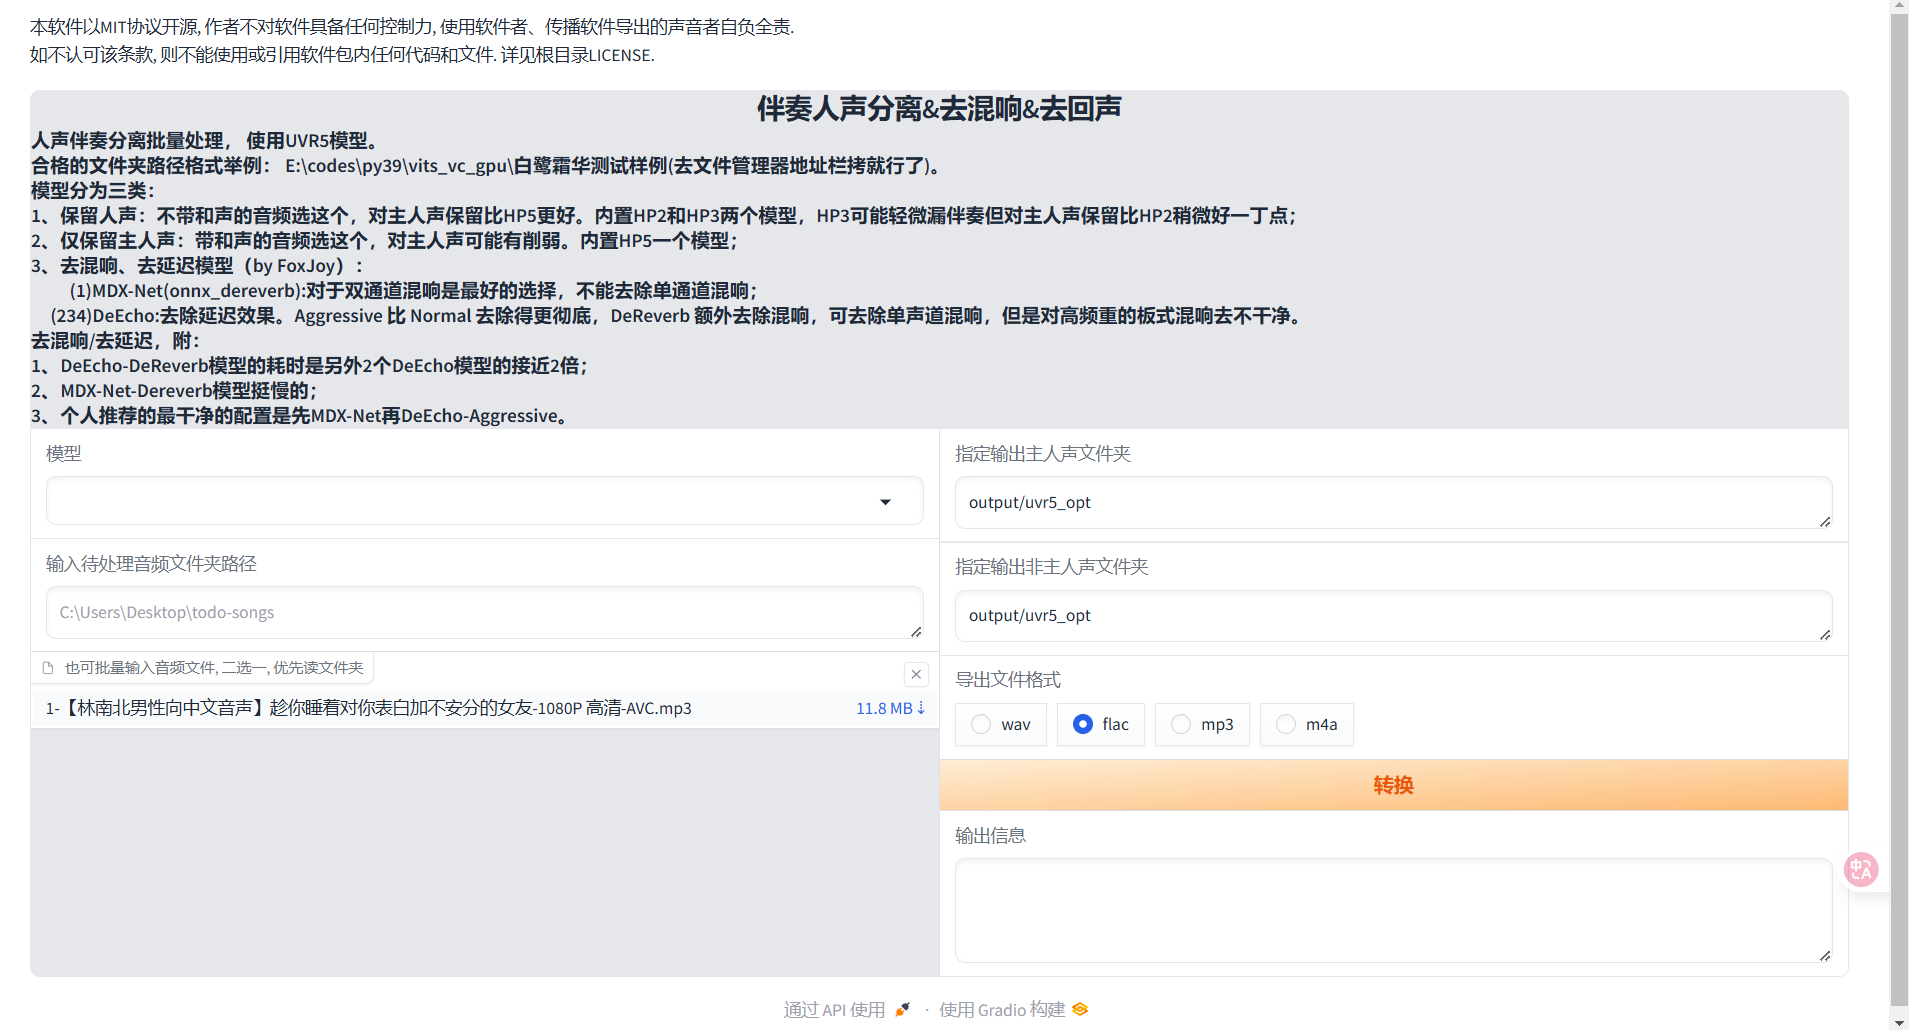 本软件以MIT协议开源, 作者不对软件具备任何控制力, 使用软件者、传播软件导出的声音者自负全责.
如不认可该条款, 则不能使用或引用软件包内任何代码和文件. 详见根目录LICENSE.
伴奏人声分离&去混响&去回声
人声伴奏分离批量处理， 使用UVR5模型。
合格的文件夹路径格式举例： E:\codes\py39\vits_vc_gpu\白鹭霜华测试样例(去文件管理器地址栏拷就行了)。
模型分为三类：
1、保留人声：不带和声的音频选这个，对主人声保留比HP5更好。内置HP2和HP3两个模型，HP3可能轻微漏伴奏但对主人声保留比HP2稍微好一丁点；
2、仅保留主人声：带和声的音频选这个，对主人声可能有削弱。内置HP5一个模型；
3、去混响、去延迟模型（by FoxJoy）：
(1)MDX-Net(onnx_dereverb):对于双通道混响是最好的选择，不能去除单通道混响；
(234)DeEcho:去除延迟效果。Aggressive 比 Normal 去除得更彻底，DeReverb 额外去除混响，可去除单声道混响，但是对高频重的板式混响去不干净。
去混响/去延迟，附：
1、DeEcho-DeReverb模型的耗时是另外2个DeEcho模型的接近2倍；
2、MDX-Net-Dereverb模型挺慢的；
3、个人推荐的最干净的配置是先MDX-Net再DeEcho-Aggressive。
模型
输入待处理音频文件夹路径
C:\Users\Desktop\todo-songs
也可批量输入音频文件, 二选一, 优先读文件夹
1-【林南北男性向中文音声】趁你睡着对你表白加不安分的女友-1080P 高清-AVC.mp3 11.8 MB ⇣
指定输出主人声文件夹
output/uvr5_opt
指定输出非主人声文件夹
output/uvr5_opt
导出文件格式
wav flac mp3 m4a
转换
输出信息
通过 API 使用 · 使用 Gradio 构建
中 A